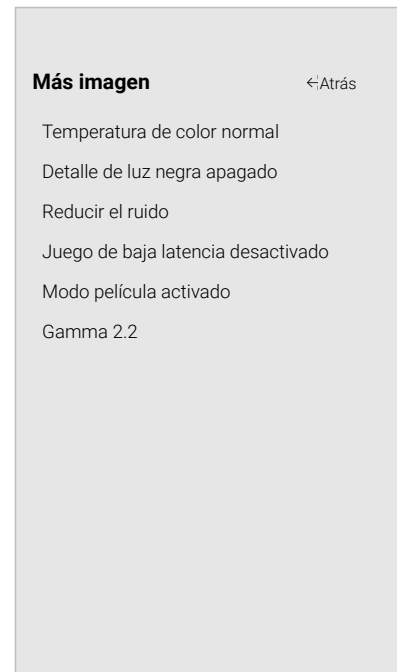 Más imagen
←Atrás
Temperatura de color normal
Detalle de luz negra apagado
Reducir el ruido
Juego de baja latencia desactivado
Modo película activado
Gamma 2.2